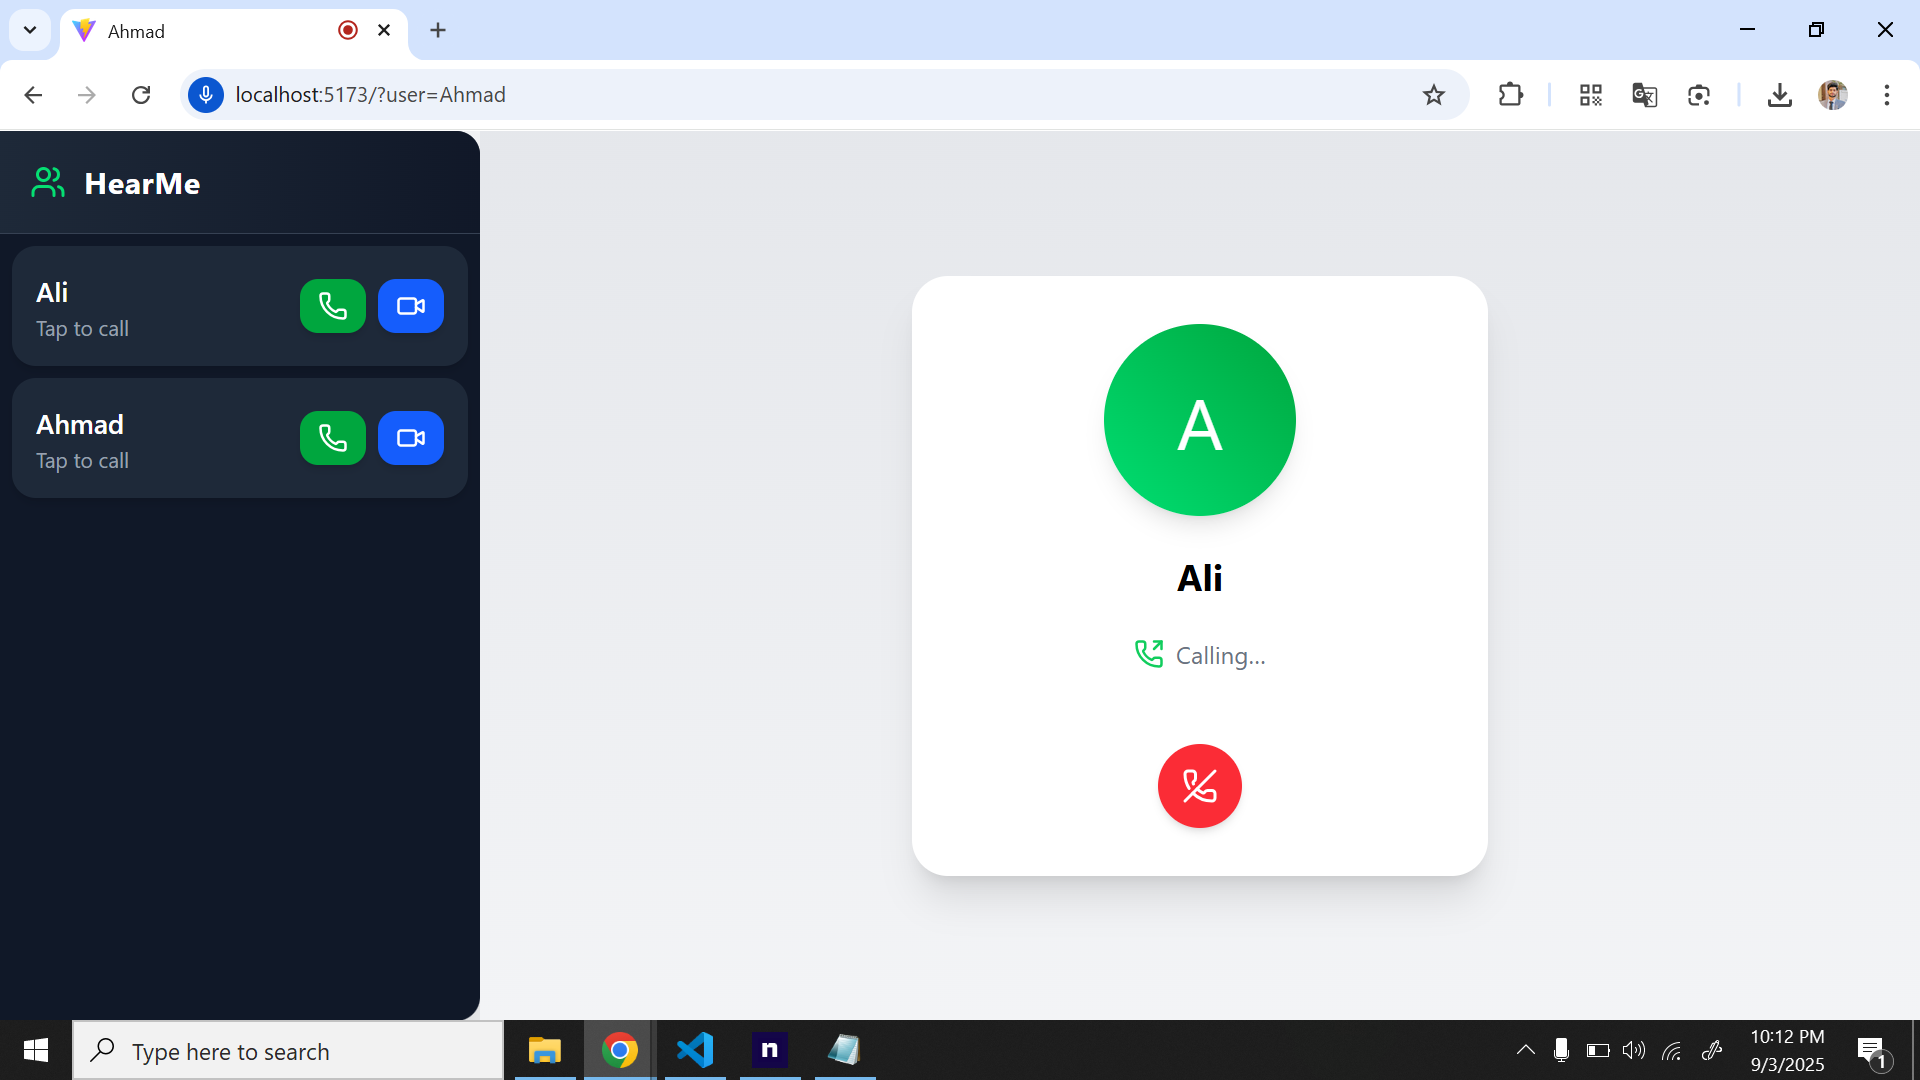 Ahmad
localhost:5173/?user=Ahmad
HearMe
Ali
Tap to call
Ahmad
Tap to call
A
Ali
Calling...
Type here to search
n
10:12 PM
9/3/2025
1